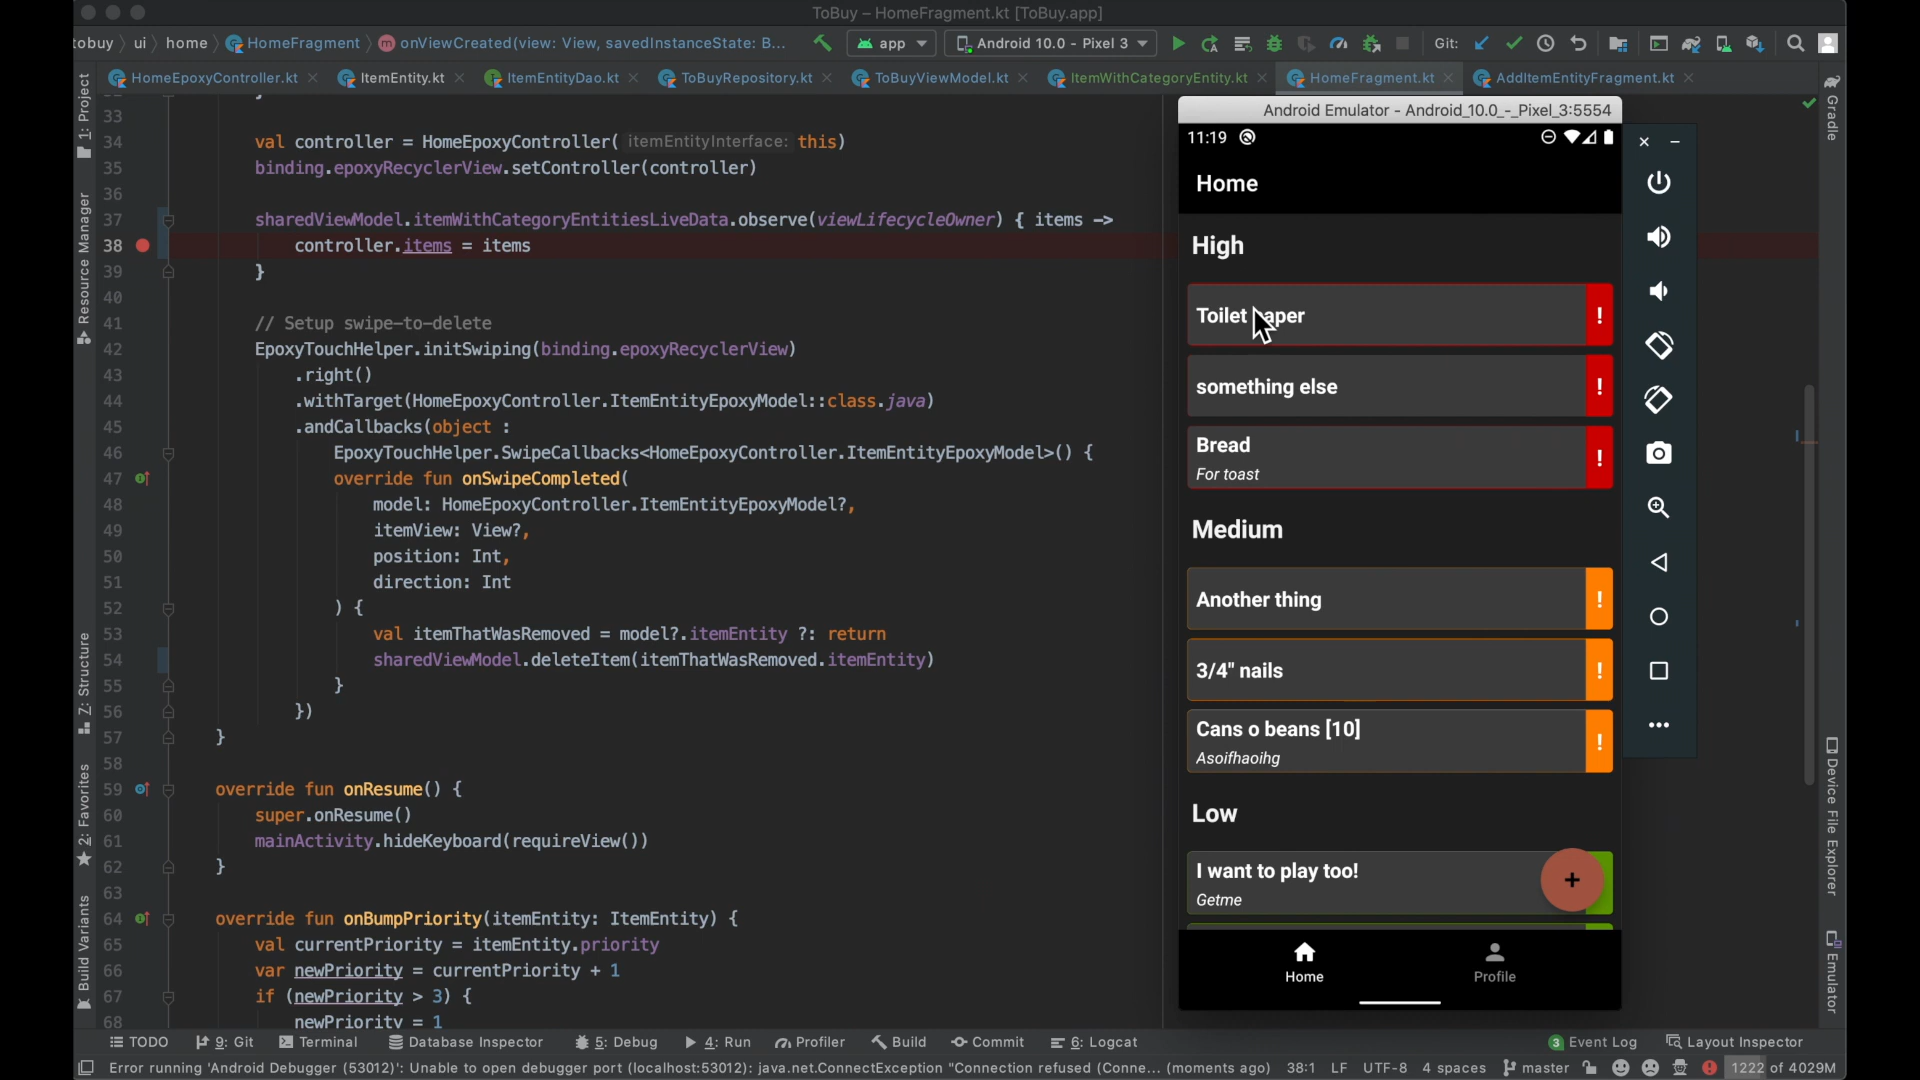 ToBuy – HomeFragment.kt [ToBuy.app]
tobuy ui home HomeFragment onViewCreated(view: View, savedInstanceState: B... app Android 10.0 - Pixel 3 Git:
HomeEpoxyController.kt ItemEntity.kt ItemEntityDao.kt ToBuyRepository.kt ToBuyViewModel.kt ItemWithCategoryEntity.kt HomeFragment.kt AddItemEntityFragment.kt
1: Project
Resource Manager
7: Structure
2: Favorites
Build Variants
33
34 val controller = HomeEpoxyController( itemEntityInterface: this)
35 binding.epoxyRecyclerView.setController(controller)
36
37 sharedViewModel.itemWithCategoryEntitiesLiveData.observe(viewLifecycleOwner) { items ->
38 controller.items = items
39 }
40
41 // Setup swipe-to-delete
42 EpoxyTouchHelper.initSwiping(binding.epoxyRecyclerView)
43 .right()
44 .withTarget(HomeEpoxyController.ItemEntityEpoxyModel::class.java)
45 .andCallbacks(object :
46 EpoxyTouchHelper.SwipeCallbacks<HomeEpoxyController.ItemEntityEpoxyModel>() {
47 override fun onSwipeCompleted(
48 model: HomeEpoxyController.ItemEntityEpoxyModel?,
49 itemView: View?,
50 position: Int,
51 direction: Int
52 ) {
53 val itemThatWasRemoved = model?.itemEntity ?: return
54 sharedViewModel.deleteItem(itemThatWasRemoved.itemEntity)
55 }
56 })
57 }
58
59 override fun onResume() {
60 super.onResume()
61 mainActivity.hideKeyboard(requireView())
62 }
63
64 override fun onBumpPriority(itemEntity: ItemEntity) {
65 val currentPriority = itemEntity.priority
66 var newPriority = currentPriority + 1
67 if (newPriority > 3) {
68 newPriority = 1
Android Emulator - Android_10.0_-_Pixel_3:5554
11:19
Home
High
Toilet paper !
something else !
Bread
For toast !
Medium
Another thing !
3/4" nails !
Cans o beans [10]
Asoifhaoihg !
Low
I want to play too!
Getme
+
Home Profile
Gradle
Device File Explorer
Emulator
TODO 9: Git Terminal Database Inspector 5: Debug 4: Run Profiler Build Commit 6: Logcat 3 Event Log Layout Inspector
Error running 'Android Debugger (53012)': Unable to open debugger port (localhost:53012): java.net.ConnectException "Connection refused (Conne... (moments ago) 38:1 LF UTF-8 4 spaces master 1222 of 4029M